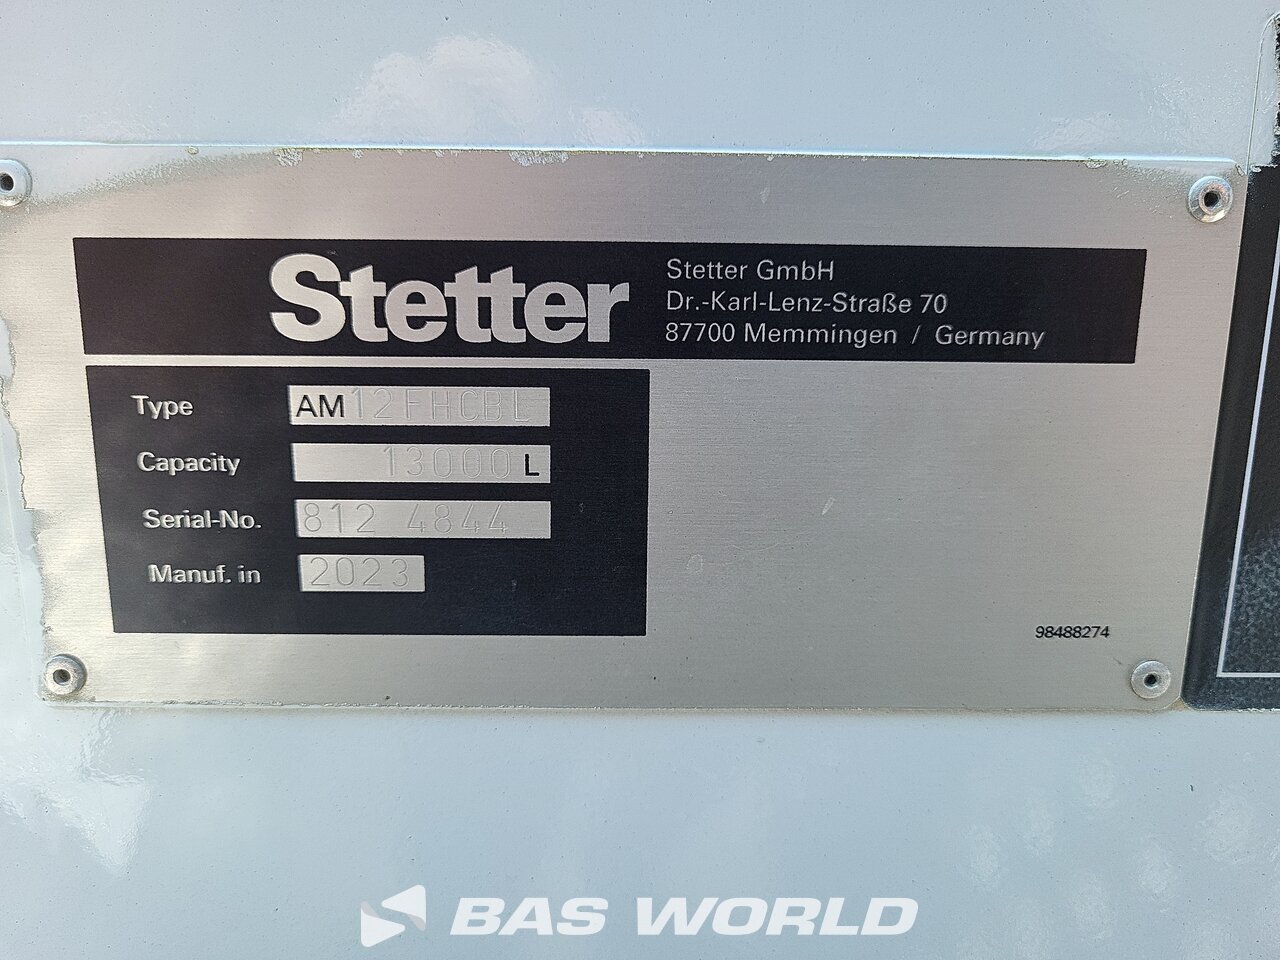 Stetter
Stetter GmbH
Dr.-Karl-Lenz-Straße 70
87700 Memmingen / Germany
Type AM12FHCBL
Capacity 13000 L
Serial-No. 812 4844
Manuf. in 2023
98488274
BAS WORLD